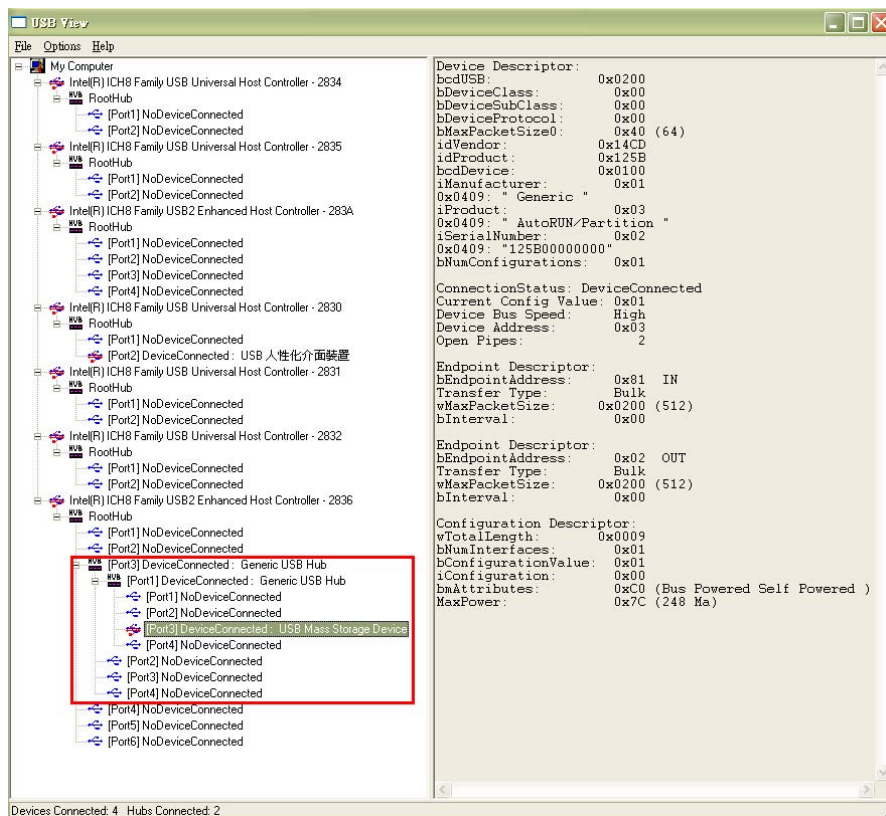 USB View
File Options Help
My Computer
Intel(R) ICH8 Family USB Universal Host Controller - 2834
HUB RootHub
[Port1] NoDeviceConnected
[Port2] NoDeviceConnected
Intel(R) ICH8 Family USB Universal Host Controller - 2835
HUB RootHub
[Port1] NoDeviceConnected
[Port2] NoDeviceConnected
Intel(R) ICH8 Family USB2 Enhanced Host Controller - 283A
HUB RootHub
[Port1] NoDeviceConnected
[Port2] NoDeviceConnected
[Port3] NoDeviceConnected
[Port4] NoDeviceConnected
Intel(R) ICH8 Family USB Universal Host Controller - 2830
HUB RootHub
[Port1] NoDeviceConnected
[Port2] DeviceConnected : USB 人性化介面裝置
Intel(R) ICH8 Family USB Universal Host Controller - 2831
HUB RootHub
[Port1] NoDeviceConnected
[Port2] NoDeviceConnected
Intel(R) ICH8 Family USB Universal Host Controller - 2832
HUB RootHub
[Port1] NoDeviceConnected
[Port2] NoDeviceConnected
Intel(R) ICH8 Family USB2 Enhanced Host Controller - 2836
HUB RootHub
[Port1] NoDeviceConnected
[Port2] NoDeviceConnected
HUB [Port3] DeviceConnected : Generic USB Hub
HUB [Port1] DeviceConnected : Generic USB Hub
[Port1] NoDeviceConnected
[Port2] NoDeviceConnected
[Port3] DeviceConnected : USB Mass Storage Device
[Port4] NoDeviceConnected
[Port2] NoDeviceConnected
[Port3] NoDeviceConnected
[Port4] NoDeviceConnected
[Port4] NoDeviceConnected
[Port5] NoDeviceConnected
[Port6] NoDeviceConnected
Device Descriptor:
bcdUSB: 0x0200
bDeviceClass: 0x00
bDeviceSubClass: 0x00
bDeviceProtocol: 0x00
bMaxPacketSize0: 0x40 (64)
idVendor: 0x14CD
idProduct: 0x125B
bcdDevice: 0x0100
iManufacturer: 0x01
0x0409: " Generic "
iProduct: 0x03
0x0409: " AutoRUN/Partition "
iSerialNumber: 0x02
0x0409: "125B00000000"
bNumConfigurations: 0x01
ConnectionStatus: DeviceConnected
Current Config Value: 0x01
Device Bus Speed: High
Device Address: 0x03
Open Pipes: 2
Endpoint Descriptor:
bEndpointAddress: 0x81 IN
Transfer Type: Bulk
wMaxPacketSize: 0x0200 (512)
bInterval: 0x00
Endpoint Descriptor:
bEndpointAddress: 0x02 OUT
Transfer Type: Bulk
wMaxPacketSize: 0x0200 (512)
bInterval: 0x00
Configuration Descriptor:
wTotalLength: 0x0009
bNumInterfaces: 0x01
bConfigurationValue: 0x01
iConfiguration: 0x00
bmAttributes: 0xC0 (Bus Powered Self Powered )
MaxPower: 0x7C (248 Ma)
Devices Connected: 4 Hubs Connected: 2